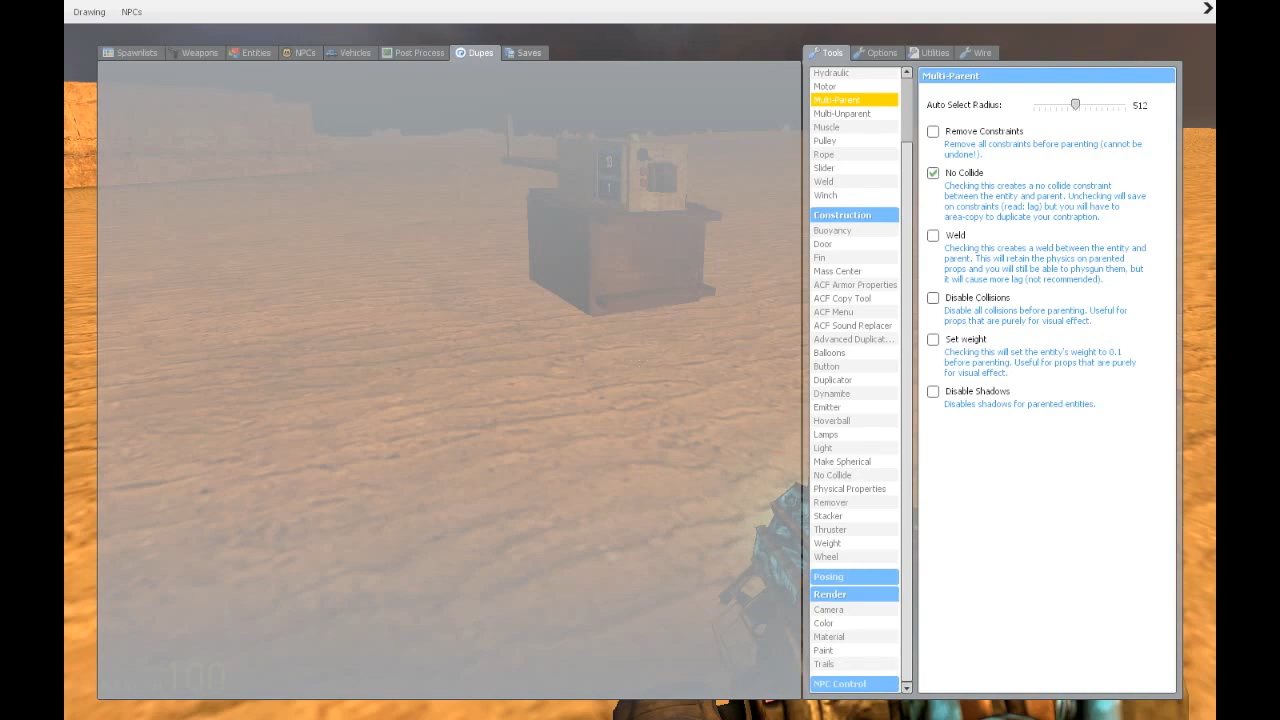 Drawing NPCs
Spawnlists Weapons Entities NPCs Vehicles Post Process Dupes Saves
Tools Options Utilities Wire
Hydraulic
Motor
Multi-Parent
Multi-Unparent
Muscle
Pulley
Rope
Slider
Weld
Winch
Construction
Buoyancy
Door
Fin
Mass Center
ACF Armor Properties
ACF Copy Tool
ACF Menu
ACF Sound Replacer
Advanced Duplicat...
Balloons
Button
Duplicator
Dynamite
Emitter
Hoverball
Lamps
Light
Make Spherical
No Collide
Physical Properties
Remover
Stacker
Thruster
Weight
Wheel
Posing
Render
Camera
Color
Material
Paint
Trails
NPC Control
Multi-Parent
Auto Select Radius: 512
Remove Constraints
Remove all constraints before parenting (cannot be
undone!).
No Collide
Checking this creates a no collide constraint
between the entity and parent. Unchecking will save
on constraints (read: lag) but you will have to
area-copy to duplicate your contraption.
Weld
Checking this creates a weld between the entity and
parent. This will retain the physics on parented
props and you will still be able to physgun them, but
it will cause more lag (not recommended).
Disable Collisions
Disable all collisions before parenting. Useful for
props that are purely for visual effect.
Set weight
Checking this will set the entity's weight to 0.1
before parenting. Useful for props that are purely
for visual effect.
Disable Shadows
Disables shadows for parented entities.
100